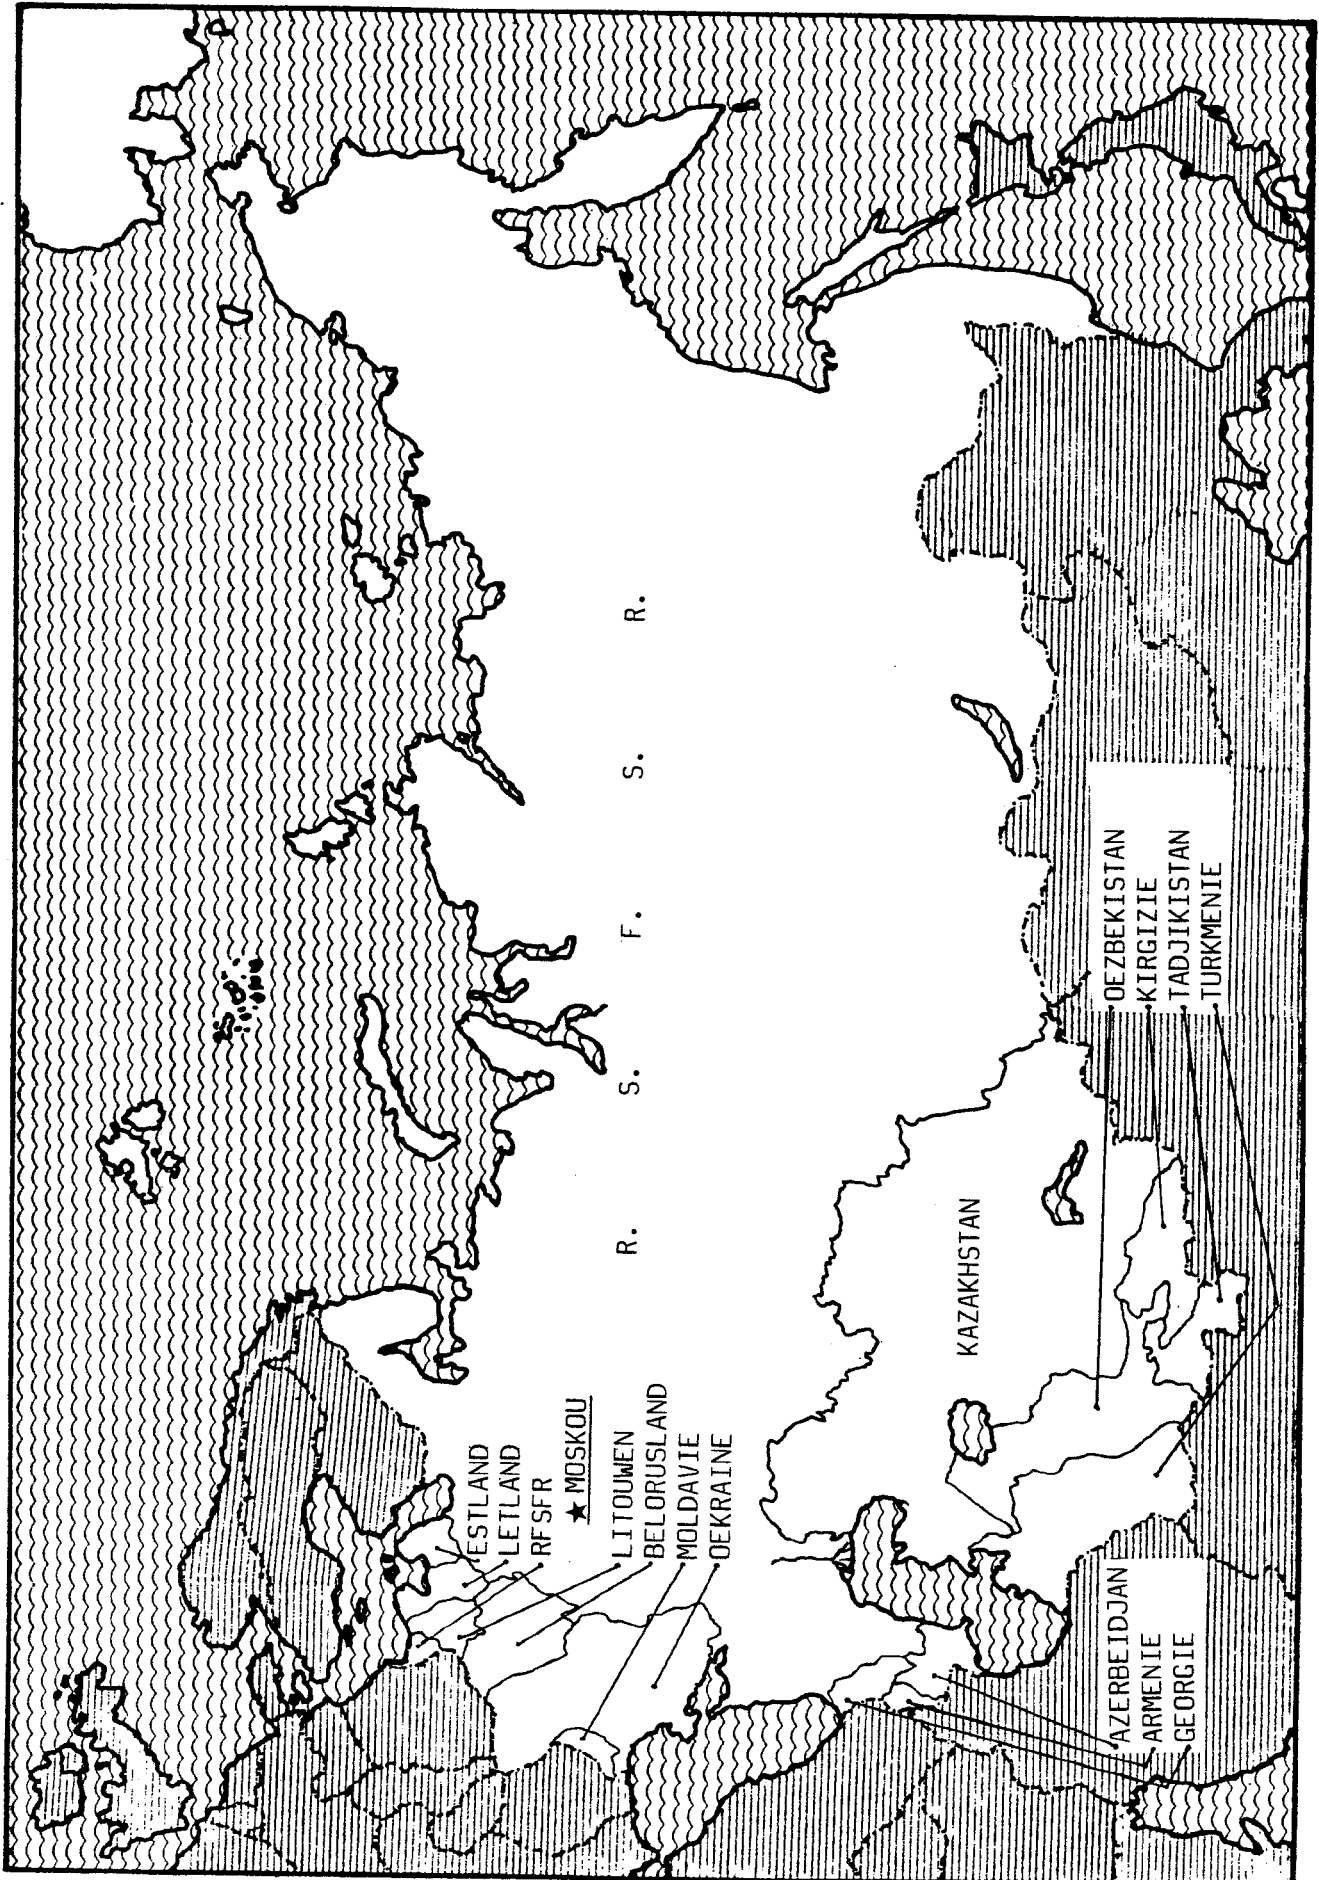 R. S. F. S. R.
ESTLAND
LETLAND
RFSFR
★ MOSKOU
LITOUWEN
BELORUSLAND
MOLDAVIE
OEKRAINE
KAZAKHSTAN
OEZBEKISTAN
KIRGIZIE
TADJIKISTAN
TURKMENIE
AZERBEIDJAN
ARMENIE
GEORGIE